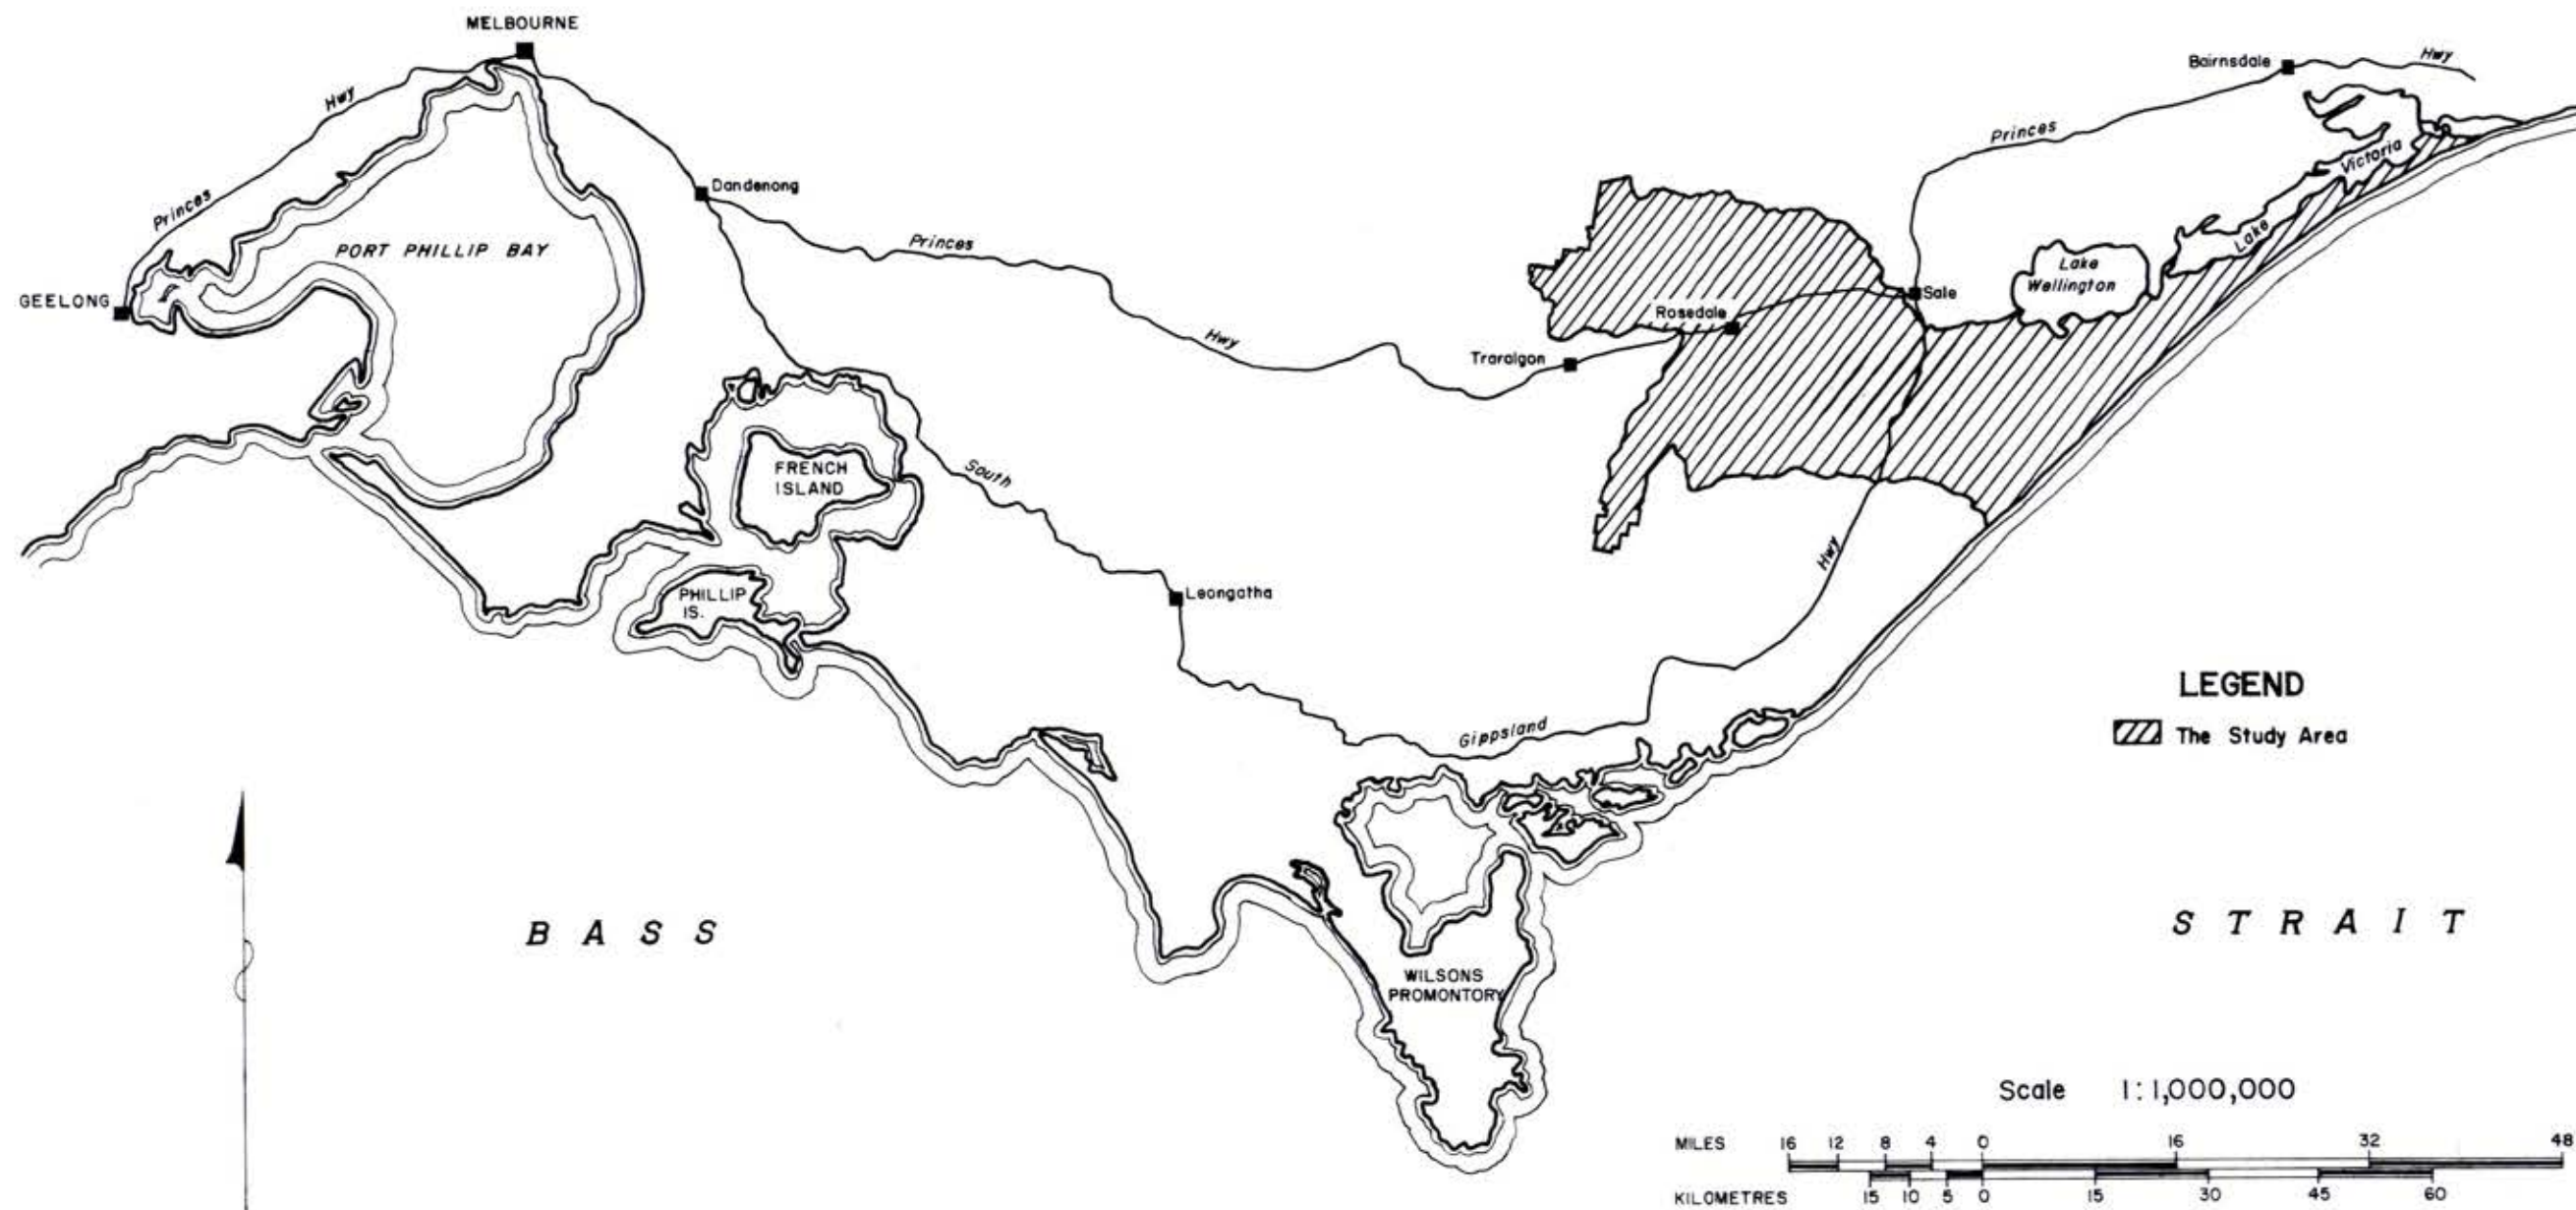 MELBOURNE
Bairnsdale
Hwy
Hwy
Princes
Victoria
Dandenong
Princes
Princes
PORT PHILLIP BAY
Lake
Lake
Wellington
GEELONG
Sale
Rosedale
Hwy
Traralgon
FRENCH
ISLAND
South
Hwy
PHILLIP
IS.
Leongatha
LEGEND
The Study Area
Gippsland
BASS
STRAIT
WILSONS
PROMONTORY
Scale 1:1,000,000
MILES 16 12 8 4 0 16 32 48
KILOMETRES 15 10 5 0 15 30 45 60